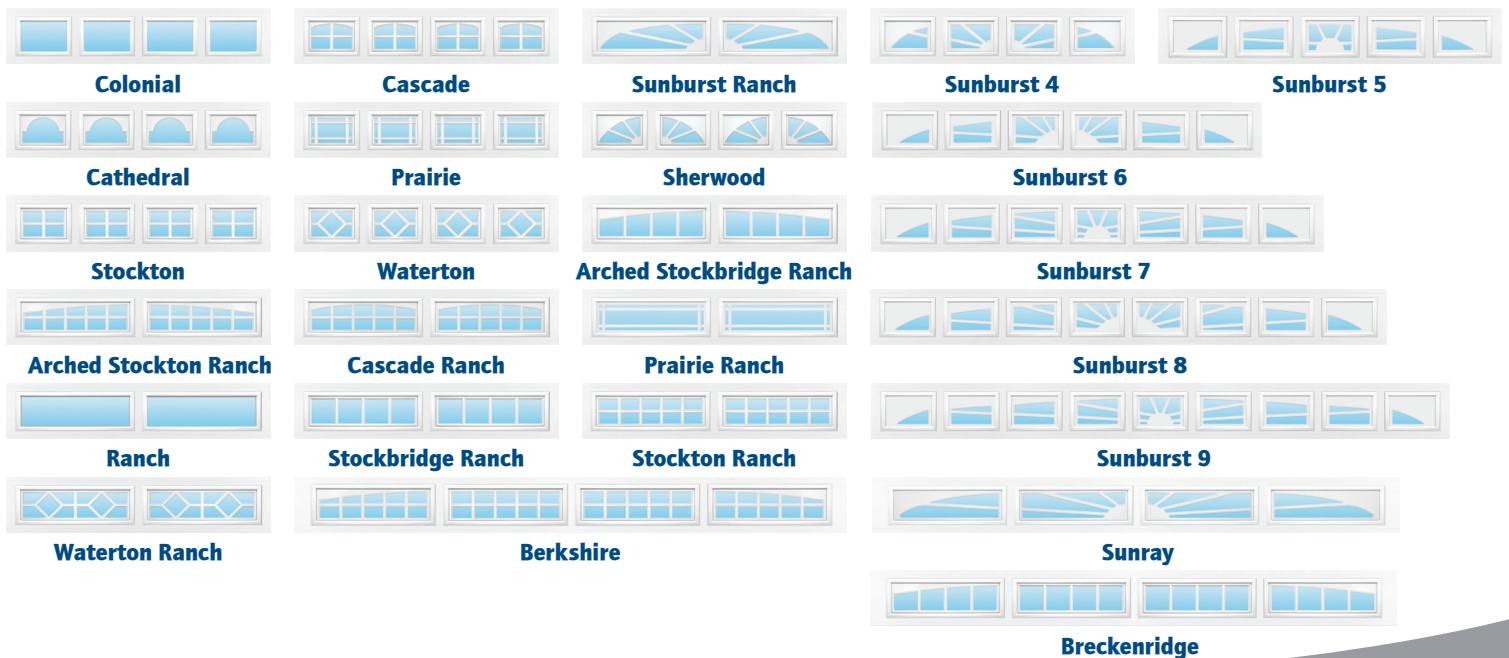 Colonial
Cascade
Sunburst Ranch
Sunburst 4
Sunburst 5
Cathedral
Prairie
Sherwood
Sunburst 6
Stockton
Waterton
Arched Stockbridge Ranch
Sunburst 7
Arched Stockton Ranch
Cascade Ranch
Prairie Ranch
Sunburst 8
Ranch
Stockbridge Ranch
Stockton Ranch
Sunburst 9
Waterton Ranch
Berkshire
Sunray
Breckenridge